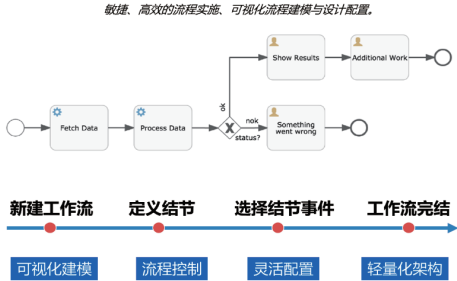 敏捷、高效的流程实施、可视化流程建模与设计配置。
Show Results
Additional Work
ok
Fetch Data
Process Data
X
nok
status?
Something
went wrong
新建工作流
定义结节
选择结节事件
工作流完结
可视化建模
流程控制
灵活配置
轻量化架构